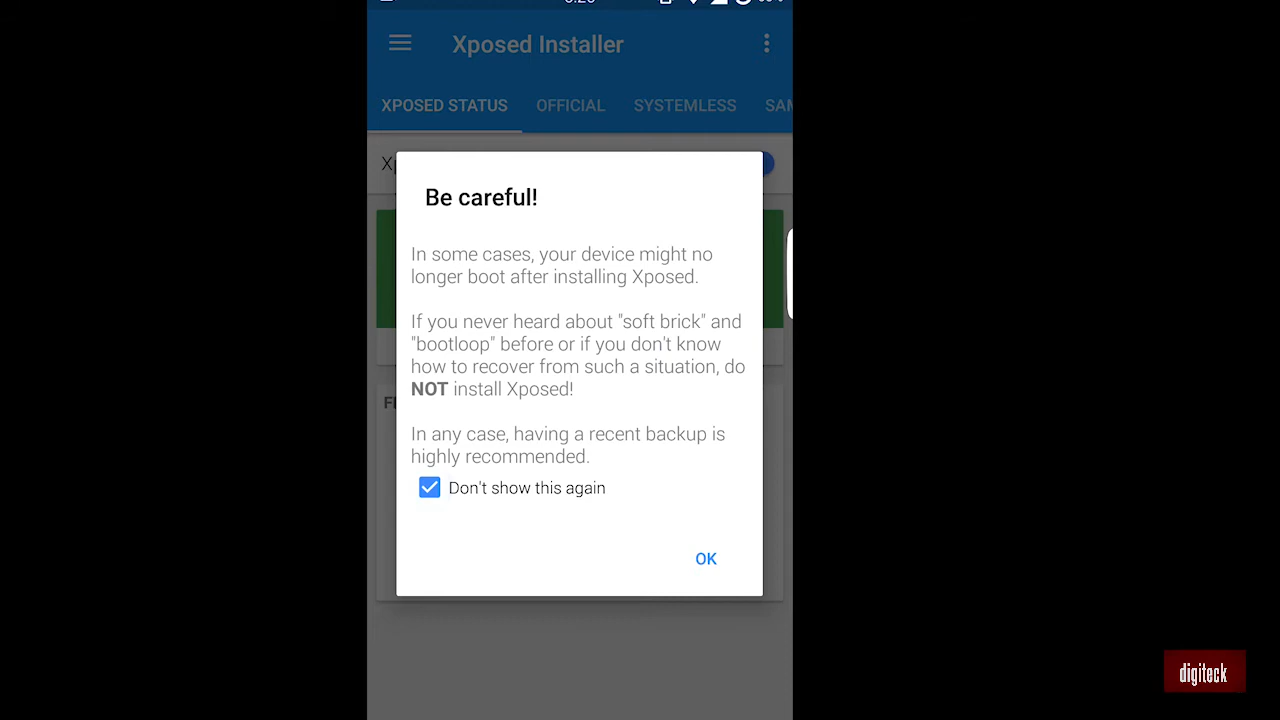 Xposed Installer
XPOSED STATUS OFFICIAL SYSTEMLESS SAM
Be careful!
In some cases, your device might no
longer boot after installing Xposed.
If you never heard about "soft brick" and
"bootloop" before or if you don't know
how to recover from such a situation, do
NOT install Xposed!
In any case, having a recent backup is
highly recommended.
Don't show this again
OK
digiteck